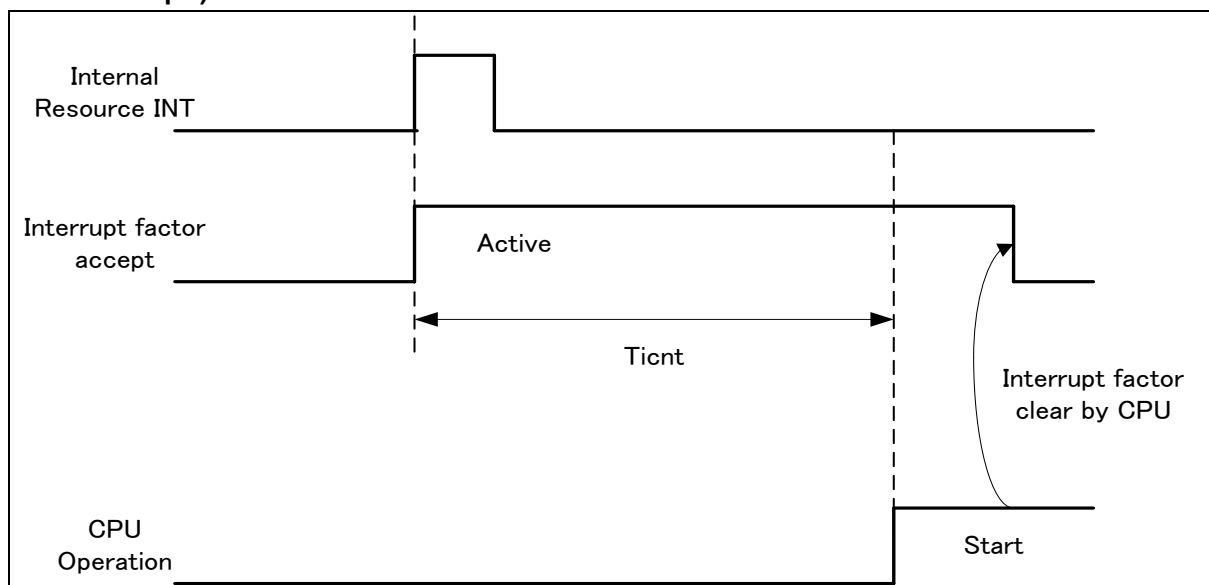 Internal
Resource INT
Interrupt factor
accept
Active
Ticnt
Interrupt factor
clear by CPU
CPU
Operation
Start